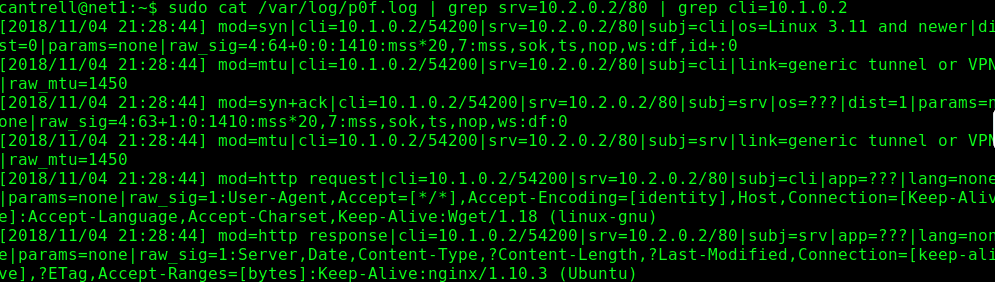 cantrell@net1:~$ sudo cat /var/log/p0f.log | grep srv=10.2.0.2/80 | grep cli=10.1.0.2
[2018/11/04 21:28:44] mod=syn|cli=10.1.0.2/54200|srv=10.2.0.2/80|subj=cli|os=Linux 3.11 and newer|di
st=0|params=none|raw_sig=4:64+0:0:1410:mss*20,7:mss,sok,ts,nop,ws:df,id+:0
[2018/11/04 21:28:44] mod=mtu|cli=10.1.0.2/54200|srv=10.2.0.2/80|subj=cli|link=generic tunnel or VPN
|raw_mtu=1450
[2018/11/04 21:28:44] mod=syn+ack|cli=10.1.0.2/54200|srv=10.2.0.2/80|subj=srv|os=???|dist=1|params=n
one|raw_sig=4:63+1:0:1410:mss*20,7:mss,sok,ts,nop,ws:df:0
[2018/11/04 21:28:44] mod=mtu|cli=10.1.0.2/54200|srv=10.2.0.2/80|subj=srv|link=generic tunnel or VPN
|raw_mtu=1450
[2018/11/04 21:28:44] mod=http request|cli=10.1.0.2/54200|srv=10.2.0.2/80|subj=cli|app=???|lang=none
|params=none|raw_sig=1:User-Agent,Accept=[*/*],Accept-Encoding=[identity],Host,Connection=[Keep-Aliv
e]:Accept-Language,Accept-Charset,Keep-Alive:Wget/1.18 (linux-gnu)
[2018/11/04 21:28:44] mod=http response|cli=10.1.0.2/54200|srv=10.2.0.2/80|subj=srv|app=???|lang=non
e|params=none|raw_sig=1:Server,Date,Content-Type,?Content-Length,?Last-Modified,Connection=[keep-ali
ve],?ETag,Accept-Ranges=[bytes]:Keep-Alive:nginx/1.10.3 (Ubuntu)